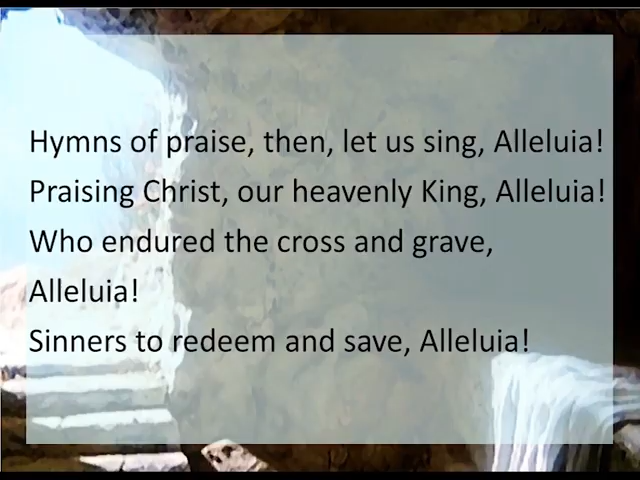 Hymns of praise, then, let us sing, Alleluia!
Praising Christ, our heavenly King, Alleluia!
Who endured the cross and grave,
Alleluia!
Sinners to redeem and save, Alleluia!